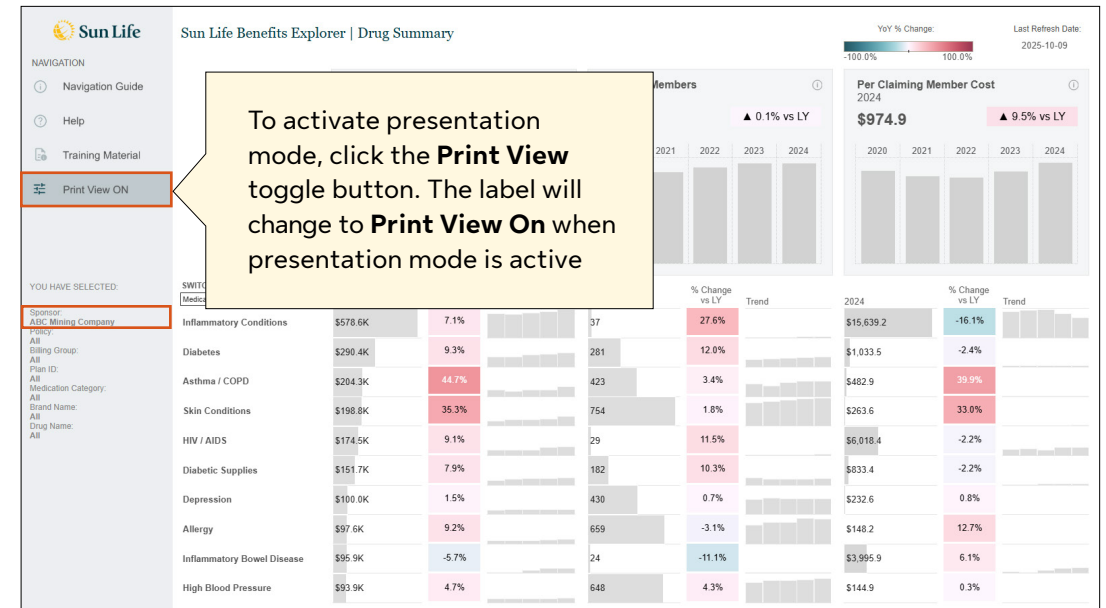 Sun Life
Sun Life Benefits Explorer | Drug Summary
YoY % Change:
-100.0% 100.0%
Last Refresh Date:
2025-10-09
NAVIGATION
Navigation Guide
Help
Training Material
Print View ON
To activate presentation
mode, click the Print View
toggle button. The label will
change to Print View On when
presentation mode is active
▲ 0.1% vs LY
2021 2022 2023 2024
Per Claiming Member Cost
2024
$974.9
▲ 9.5% vs LY
2020 2021 2022 2023 2024
YOU HAVE SELECTED:
Sponsor:
ABC Mining Company
Policy:
All
Billing Group:
All
Plan ID:
All
Medication Category:
All
Brand Name:
All
Drug Name:
All
% Change
vs LY Trend
2024 % Change
vs LY Trend
Inflammatory Conditions $578.6K 7.1% 37 27.6% $15,639.2 -16.1%
Diabetes $290.4K 9.3% 281 12.0% $1,033.5 -2.4%
Asthma / COPD $204.3K 44.7% 423 3.4% $482.9 39.9%
Skin Conditions $198.8K 35.3% 754 1.8% $263.6 33.0%
HIV / AIDS $174.5K 9.1% 29 11.5% $6,018.4 -2.2%
Diabetic Supplies $151.7K 7.9% 182 10.3% $833.4 -2.2%
Depression $100.0K 1.5% 430 0.7% $232.6 0.8%
Allergy $97.6K 9.2% 659 -3.1% $148.2 12.7%
Inflammatory Bowel Disease $95.9K -5.7% 24 -11.1% $3,995.9 6.1%
High Blood Pressure $93.9K 4.7% 648 4.3% $144.9 0.3%